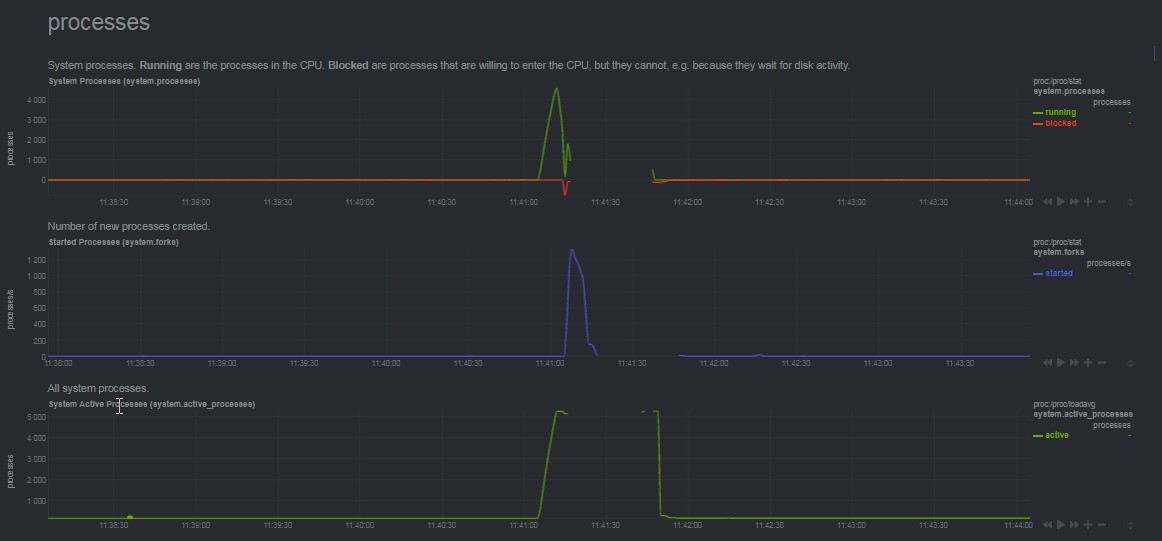 processes
System processes. Running are the processes in the CPU. Blocked are processes that are willing to enter the CPU, but they cannot, e.g. because they wait for disk activity.
System Processes (system.processes)
proc:/proc/stat
system.processes
processes
running -
blocked -
processes
4 000
3 000
2 000
1 000
0
11:38:30 11:39:00 11:39:30 11:40:00 11:40:30 11:41:00 11:41:30 11:42:00 11:42:30 11:43:00 11:43:30 11:44:00
Number of new processes created.
Started Processes (system.forks)
proc:/proc/stat
system.forks
processes/s
started -
processes/s
1 200
1 000
800
600
400
200
0
11:38:00 11:38:30 11:39:00 11:39:30 11:40:00 11:40:30 11:41:00 11:41:30 11:42:00 11:42:30 11:43:00 11:43:30
All system processes.
System Active Processes (system.active_processes)
proc:/proc/loadavg
system.active_processes
processes
active -
processes
5 000
4 000
3 000
2 000
1 000
11:38:30 11:39:00 11:39:30 11:40:00 11:40:30 11:41:00 11:41:30 11:42:00 11:42:30 11:43:00 11:43:30 11:44:00